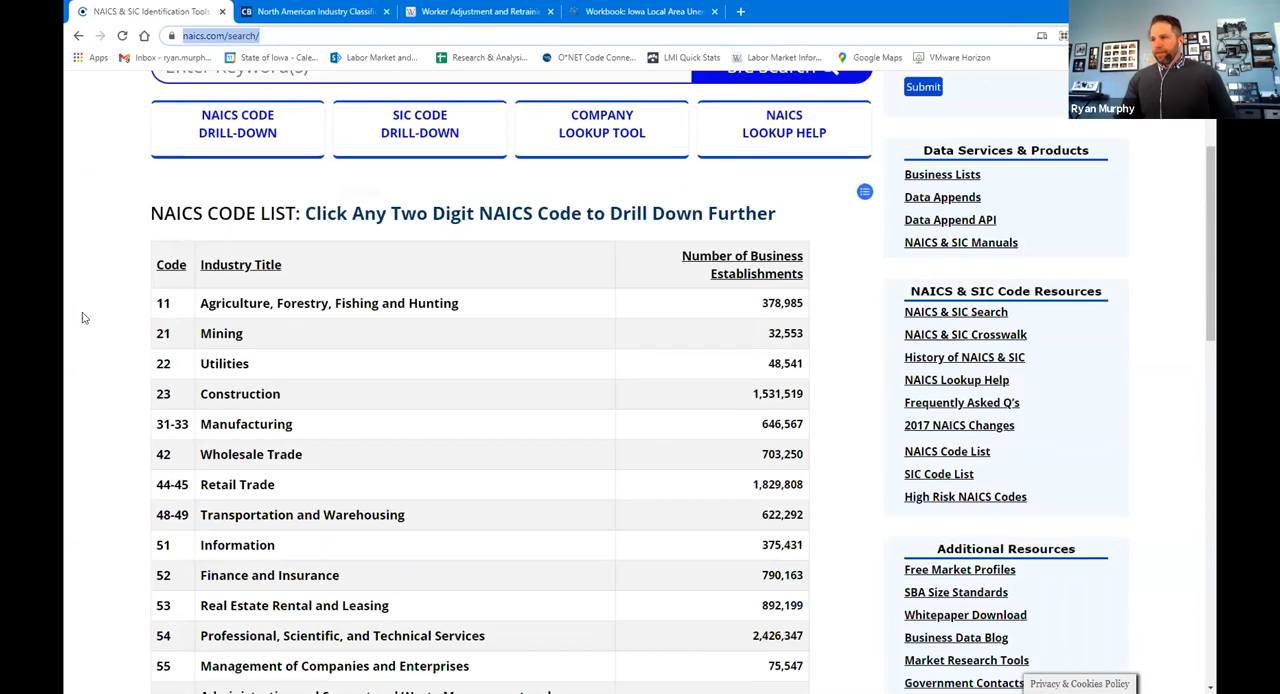 NAICS & SIC Identification Tools
North American Industry Classifi
Worker Adjustment and Retraini
Workbook: Iowa Local Area Une
naics.com/search/
Apps
Inbox - ryan.murph...
State of Iowa - Cale...
Labor Market and...
Research & Analysi...
O*NET Code Conne...
LMI Quick Stats
Labor Market Infor...
Google Maps
VMware Horizon
Ryan Murphy
Enter Keyword(s)
SIC Search
Submit
NAICS CODE
DRILL-DOWN
SIC CODE
DRILL-DOWN
COMPANY
LOOKUP TOOL
NAICS
LOOKUP HELP
NAICS CODE LIST: Click Any Two Digit NAICS Code to Drill Down Further
Code Industry Title Number of Business
Establishments
11 Agriculture, Forestry, Fishing and Hunting 378,985
21 Mining 32,553
22 Utilities 48,541
23 Construction 1,531,519
31-33 Manufacturing 646,567
42 Wholesale Trade 703,250
44-45 Retail Trade 1,829,808
48-49 Transportation and Warehousing 622,292
51 Information 375,431
52 Finance and Insurance 790,163
53 Real Estate Rental and Leasing 892,199
54 Professional, Scientific, and Technical Services 2,426,347
55 Management of Companies and Enterprises 75,547
Data Services & Products
Business Lists
Data Appends
Data Append API
NAICS & SIC Manuals
NAICS & SIC Code Resources
NAICS & SIC Search
NAICS & SIC Crosswalk
History of NAICS & SIC
NAICS Lookup Help
Frequently Asked Q's
2017 NAICS Changes
NAICS Code List
SIC Code List
High Risk NAICS Codes
Additional Resources
Free Market Profiles
SBA Size Standards
Whitepaper Download
Business Data Blog
Market Research Tools
Government Contacts
Privacy & Cookies Policy